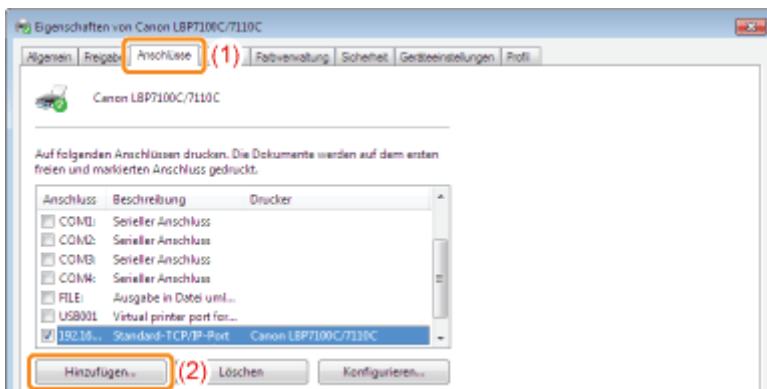 Eigenschaften von Canon LBP7100C/7110C
Allgemein Freigabe Anschlüsse (1) Farbverwaltung Sicherheit Geräteeinstellungen Profil
Canon LBP7100C/7110C
Auf folgenden Anschlüssen drucken. Die Dokumente werden auf dem ersten
freien und markierten Anschluss gedruckt.
Anschluss Beschreibung Drucker
COM1: Serieller Anschluss
COM2: Serieller Anschluss
COM3: Serieller Anschluss
COM4: Serieller Anschluss
FILE: Ausgabe in Datei uml...
USB001 Virtual printer port for...
192.16... Standard-TCP/IP-Port Canon LBP7100C/7110C
Hinzufügen... (2) Löschen Konfigurieren...